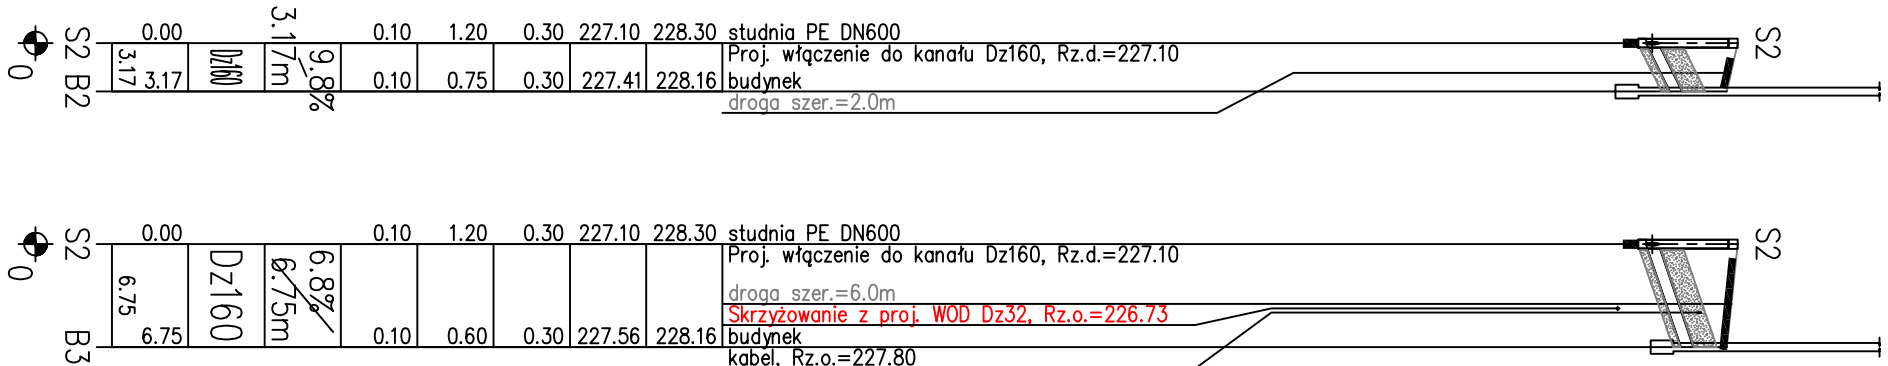 S2 0.00 0.10 1.20 0.30 227.10 228.30 studnia PE DN600
Proj. włączenie do kanału Dz160, Rz.d.=227.10
3.17 Dz160 3.17m 9.8%
B2 3.17 0.10 0.75 0.30 227.41 228.16 budynek
droga szer.=2.0m
0
S2
S2 0.00 0.10 1.20 0.30 227.10 228.30 studnia PE DN600
Proj. włączenie do kanału Dz160, Rz.d.=227.10
6.75 Dz160 6.75m 6.8%
droga szer.=6.0m
Skrzyżowanie z proj. WOD Dz32, Rz.o.=226.73
B3 6.75 0.10 0.60 0.30 227.56 228.16 budynek
kabel, Rz.o.=227.80
0
S2